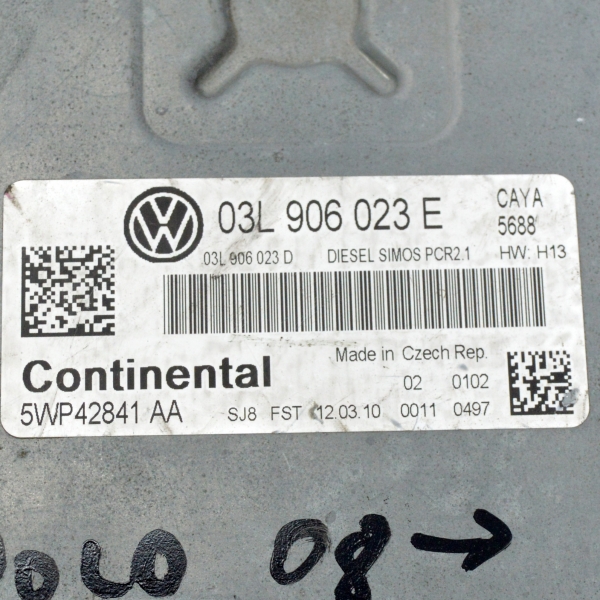 03L 906 023 E CAYA
5688
03L 906 023 D DIESEL SIMOS PCR2.1 HW: H13
Continental Made in Czech Rep.
02 0102
5WP42841 AA SJ8 FST 12.03.10 0011 0497
08 →